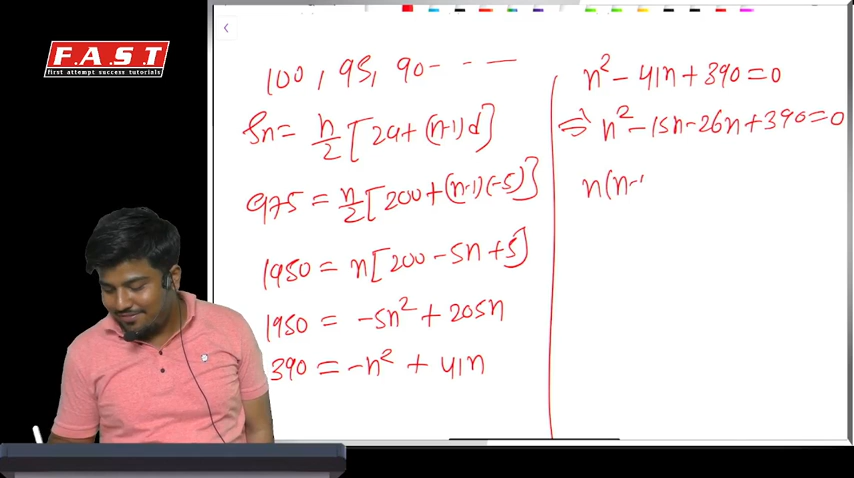 F.A.S.T
first attempt success tutorials
100, 95, 90- - - —
Sn = n/2 [2a + (n-1)d]
975 = n/2 [200 + (n-1)(-5)]
1950 = n[200 - 5n + 5]
1950 = -5n² + 205n
390 = -n² + 41n
n² - 41n + 390 = 0
⇒ n² - 15n - 26n + 390 = 0
n(n-1